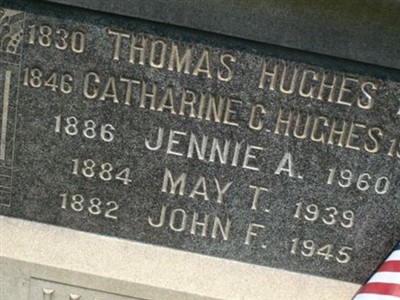 1830 THOMAS HUGHES
1846 CATHARINE C. HUGHES
1886 JENNIE A. 1960
1884 MAY T. 1939
1882 JOHN F. 1945